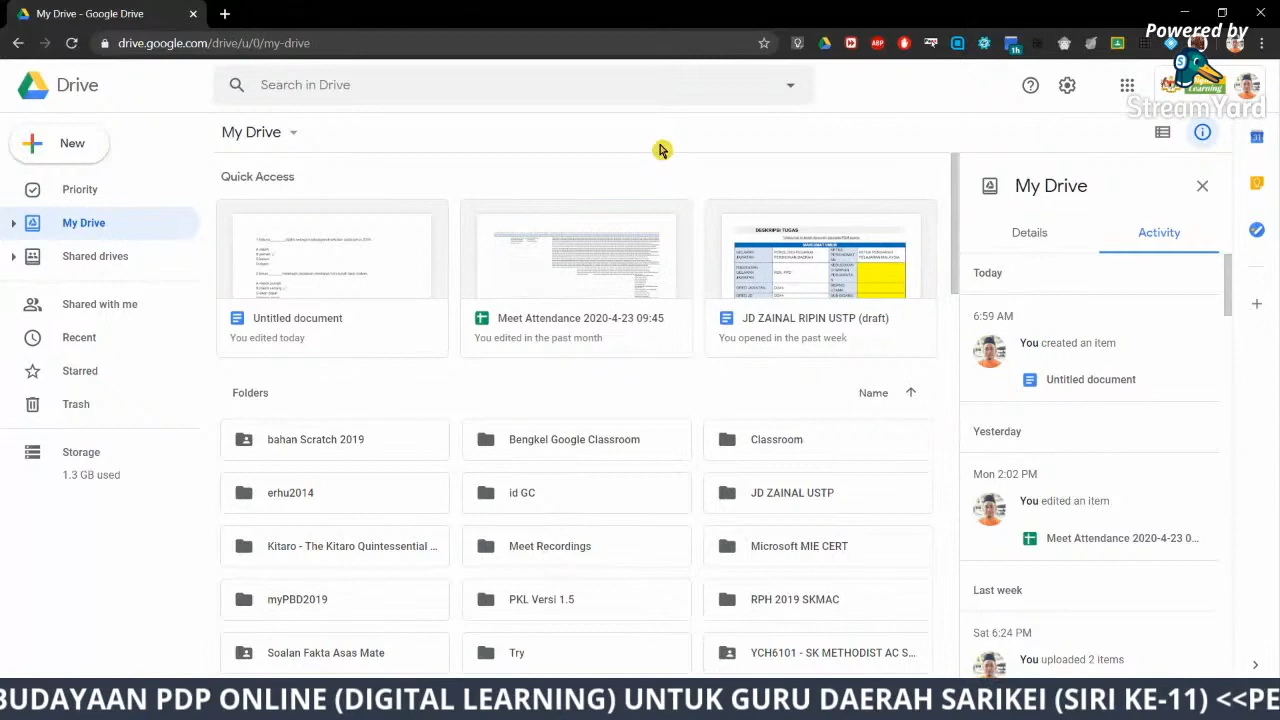 My Drive - Google Drive
drive.google.com/drive/u/0/my-drive
Powered by
StreamYard
Drive
Search in Drive
New
My Drive
Priority
My Drive
Shared drives
Shared with me
Recent
Starred
Trash
Storage
1.3 GB used
Quick Access
DESKRIPSI TUGAS
Untitled document
You edited today
Meet Attendance 2020-4-23 09:45
You edited in the past month
JD ZAINAL RIPIN USTP (draft)
You opened in the past week
Folders
Name
bahan Scratch 2019
Bengkel Google Classroom
Classroom
erhu2014
id GC
JD ZAINAL USTP
Kitaro - The Kitaro Quintessential ...
Meet Recordings
Microsoft MIE CERT
myPBD2019
PKL Versi 1.5
RPH 2019 SKMAC
Soalan Fakta Asas Mate
Try
YCH6101 - SK METHODIST AC S...
My Drive
Details
Activity
Today
6:59 AM
You created an item
Untitled document
Yesterday
Mon 2:02 PM
You edited an item
Meet Attendance 2020-4-23 0...
Last week
Sat 6:24 PM
You uploaded 2 items
BUDAYAAN PDP ONLINE (DIGITAL LEARNING) UNTUK GURU DAERAH SARIKEI (SIRI KE-11) <<PE